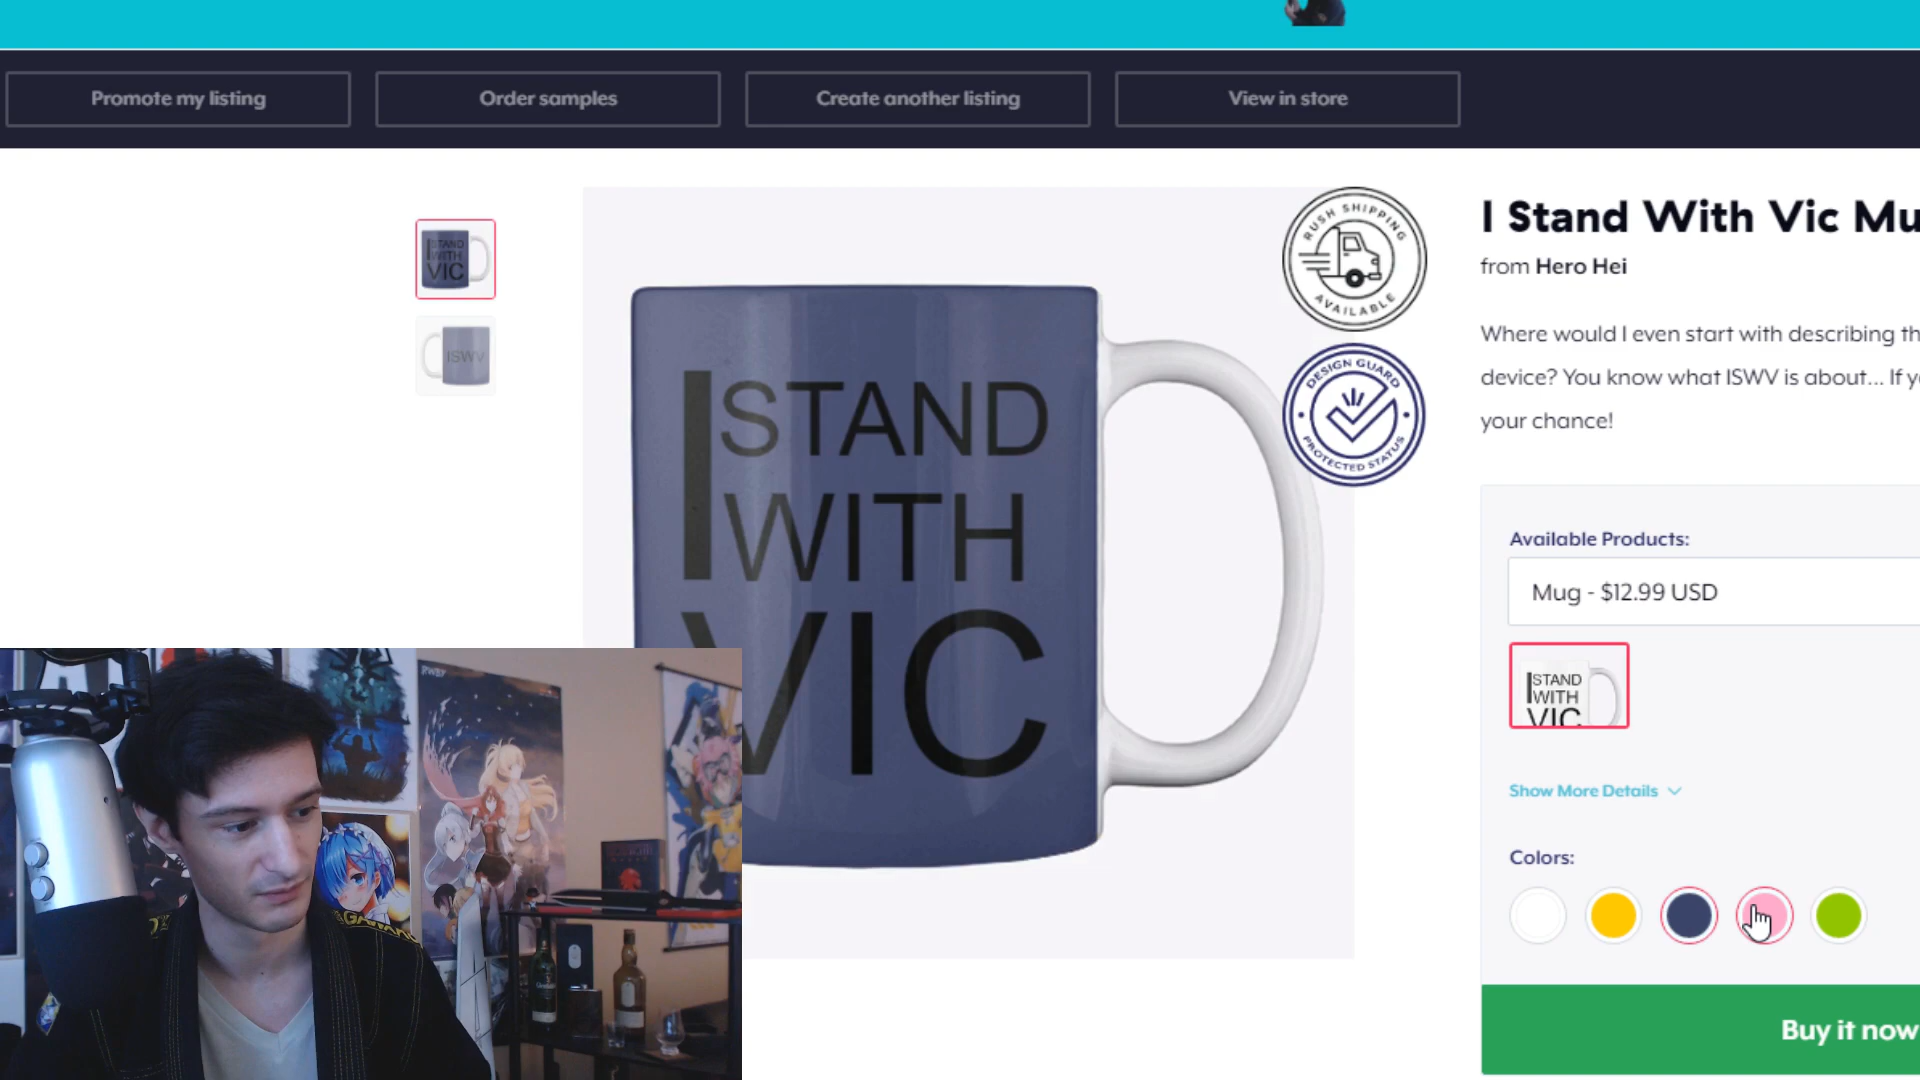 Promote my listing
Order samples
Create another listing
View in store
STAND
WITH
VIC
ISWV
I STAND
WITH
VIC
RUSH SHIPPING
AVAILABLE
DESIGN GUARD
PROTECTED STATUS
I Stand With Vic Mu
from Hero Hei
Where would I even start with describing th
device? You know what ISWV is about... If y
your chance!
Available Products:
Mug - $12.99 USD
I STAND
WITH
VIC
Show More Details
Colors:
Buy it now
RWBY